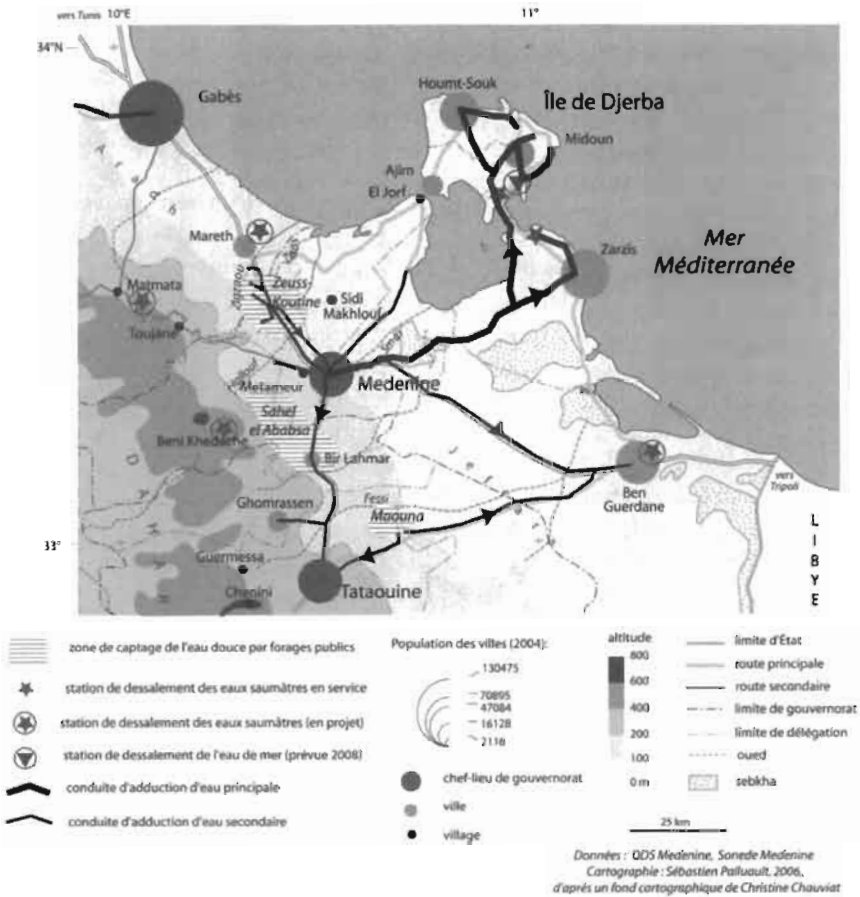 vers Tunis 10°E
11°
34°N
Gabès
Houmt-Souk
Île de Djerba
Midoun
Ajim
El Jorf
Mareth
Zarzis
Mer
Méditerranée
Zeuss-
Koutine
Sidi
Makhlouf
Matmata
Toujane
Metameur
Medenine
Sahel
el Ababsa
Beni Khedache
Bir Lahmar
Ben
Guerdane
vers
Tripoli
Ghomrassen
Fessi
Maouna
33°
Guermessa
Chenini
Tataouine
LIBYE
zone de captage de l'eau douce par forages publics
station de dessalement des eaux saumâtres en service
station de dessalement des eaux saumâtres (en projet)
station de dessalement de l'eau de mer (prévue 2008)
conduite d'adduction d'eau principale
conduite d'adduction d'eau secondaire
Population des villes (2004):
130475
70895
47084
16128
2116
chef-lieu de gouvernorat
ville
village
altitude
800
600
400
200
100
0 m
limite d'État
route principale
route secondaire
limite de gouvernorat
limite de délégation
oued
sebkha
25 km
Données : ODS Medenine, Sonede Medenine
Cartographie : Sébastien Palluault, 2006,
d'après un fond cartographique de Christine Chauviat